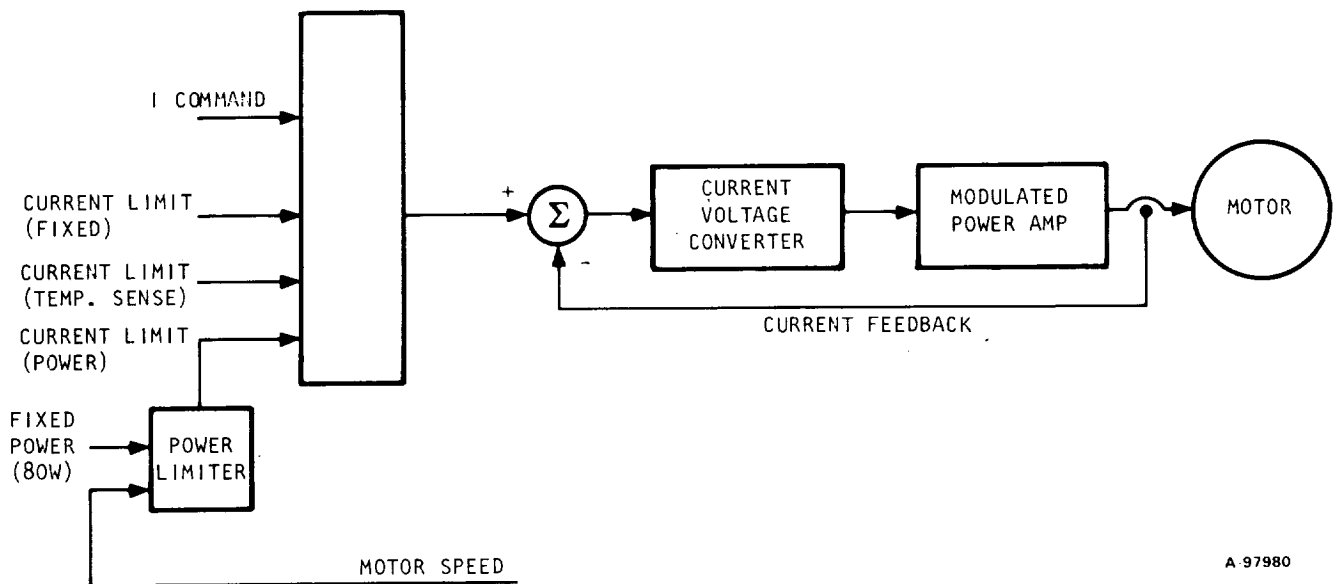 I COMMAND
CURRENT LIMIT
(FIXED)
CURRENT LIMIT
(TEMP. SENSE)
CURRENT LIMIT
(POWER)
FIXED
POWER
(80W)
POWER
LIMITER
MOTOR SPEED
+
Σ
-
CURRENT
VOLTAGE
CONVERTER
MODULATED
POWER AMP
MOTOR
CURRENT FEEDBACK
A-97980